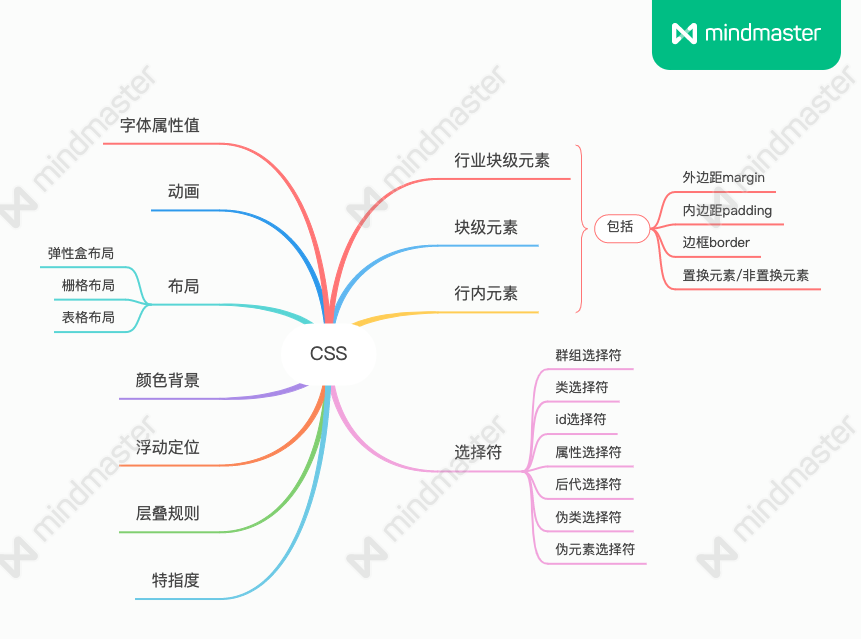 mindmaster
字体属性值
动画
布局
弹性盒布局
栅格布局
表格布局
颜色背景
浮动定位
层叠规则
特指度
CSS
行业块级元素
块级元素
行内元素
包括
外边距margin
内边距padding
边框border
置换元素/非置换元素
选择符
群组选择符
类选择符
id选择符
属性选择符
后代选择符
伪类选择符
伪元素选择符
mindmaster
mindmaster
mindmaster
mindmaster
mindmaster
mindmaster